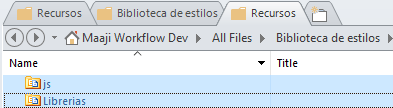 Recursos Biblioteca de estilos Recursos
Maaji Workflow Dev All Files Biblioteca de estilos
Name Title
js
Librerias